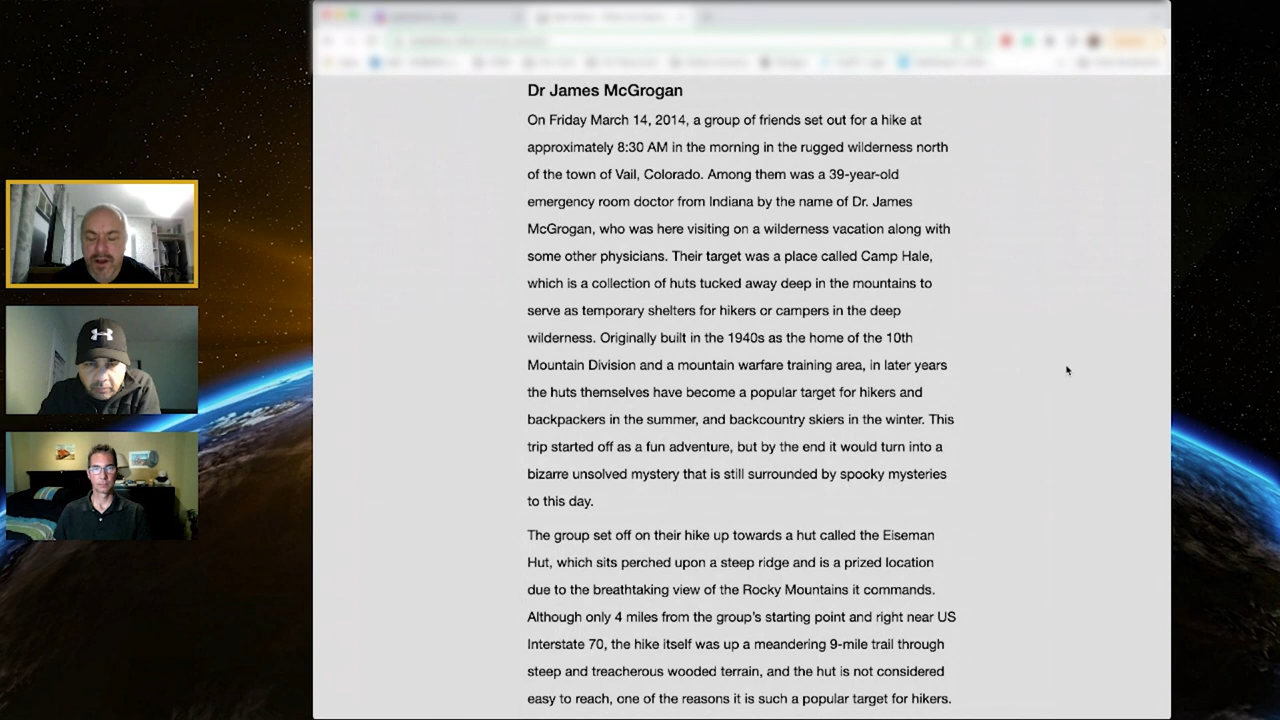 Dr James McGrogan
On Friday March 14, 2014, a group of friends set out for a hike at
approximately 8:30 AM in the morning in the rugged wilderness north
of the town of Vail, Colorado. Among them was a 39-year-old
emergency room doctor from Indiana by the name of Dr. James
McGrogan, who was here visiting on a wilderness vacation along with
some other physicians. Their target was a place called Camp Hale,
which is a collection of huts tucked away deep in the mountains to
serve as temporary shelters for hikers or campers in the deep
wilderness. Originally built in the 1940s as the home of the 10th
Mountain Division and a mountain warfare training area, in later years
the huts themselves have become a popular target for hikers and
backpackers in the summer, and backcountry skiers in the winter. This
trip started off as a fun adventure, but by the end it would turn into a
bizarre unsolved mystery that is still surrounded by spooky mysteries
to this day.
The group set off on their hike up towards a hut called the Eiseman
Hut, which sits perched upon a steep ridge and is a prized location
due to the breathtaking view of the Rocky Mountains it commands.
Although only 4 miles from the group's starting point and right near US
Interstate 70, the hike itself was up a meandering 9-mile trail through
steep and treacherous wooded terrain, and the hut is not considered
easy to reach, one of the reasons it is such a popular target for hikers.